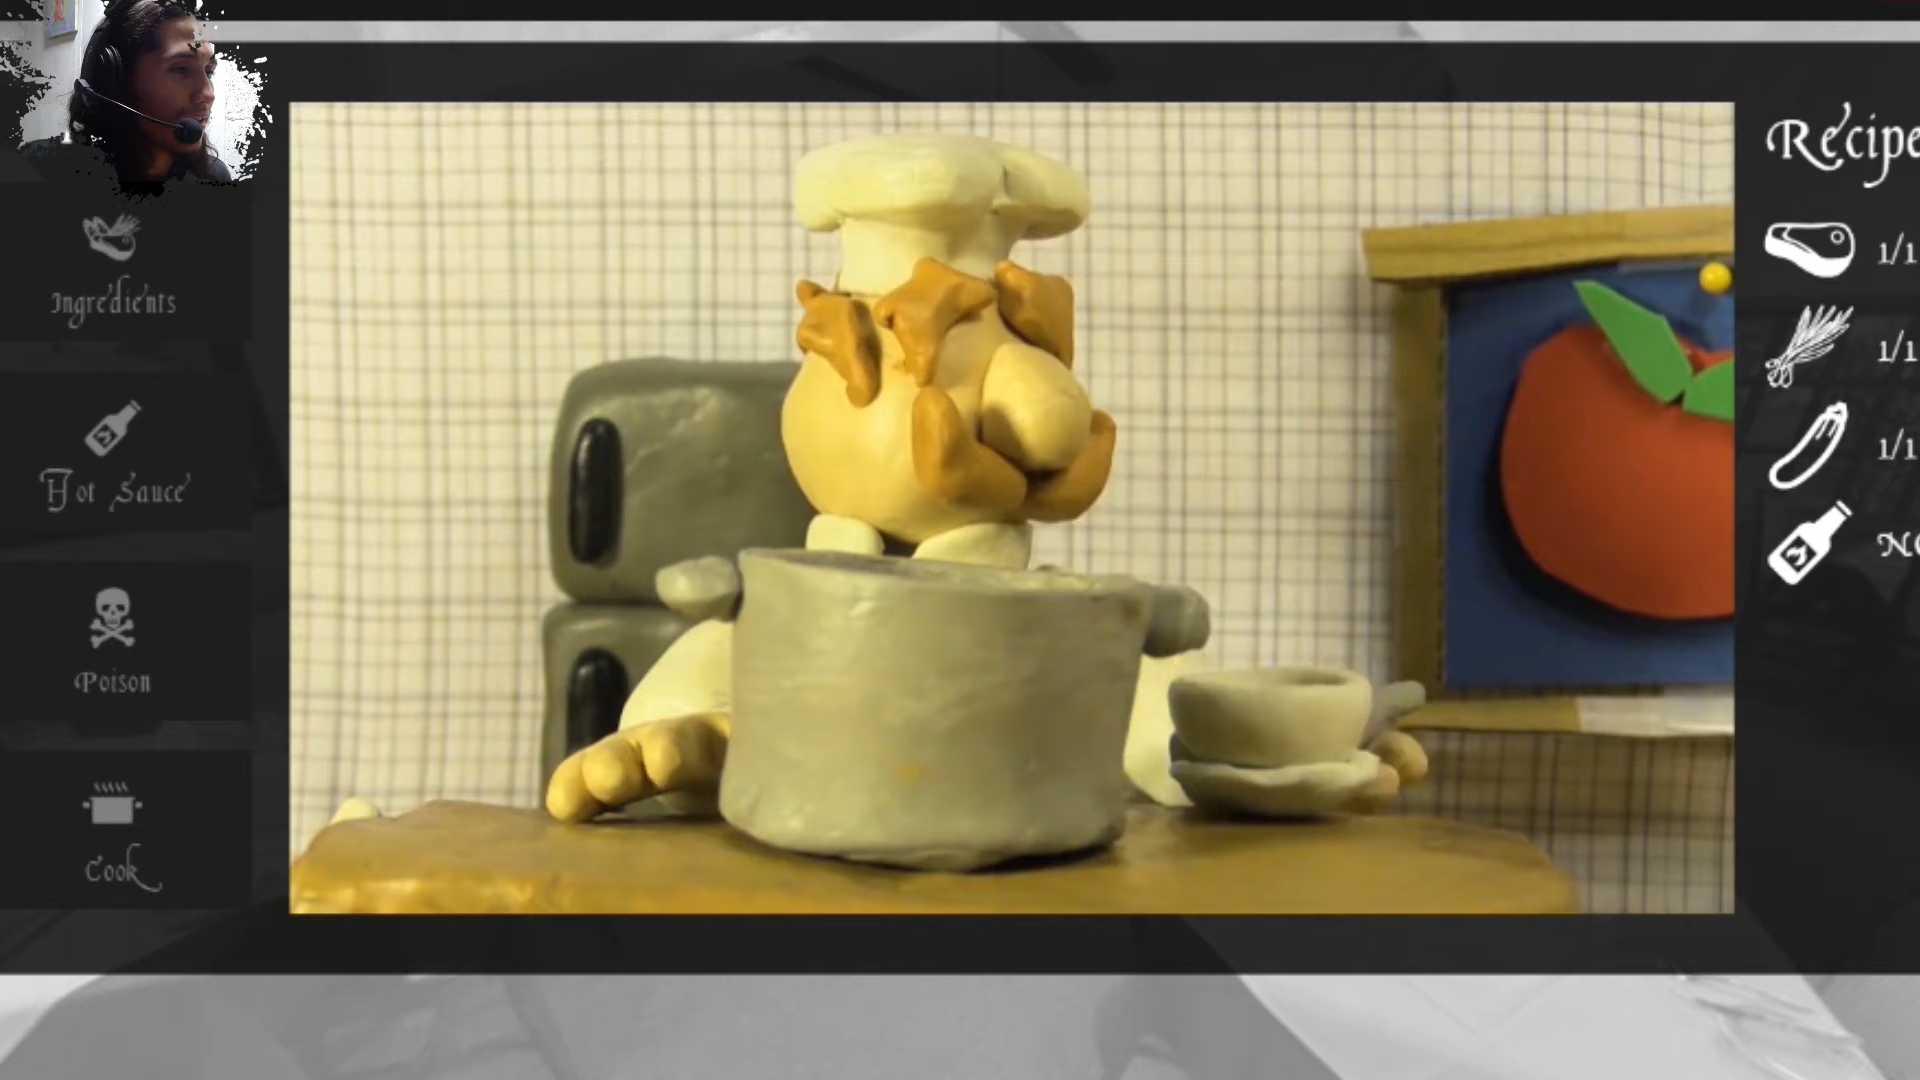 Recipe
Ingredients
1/1
1/1
Hot Sauce
1/1
Poison
Cook